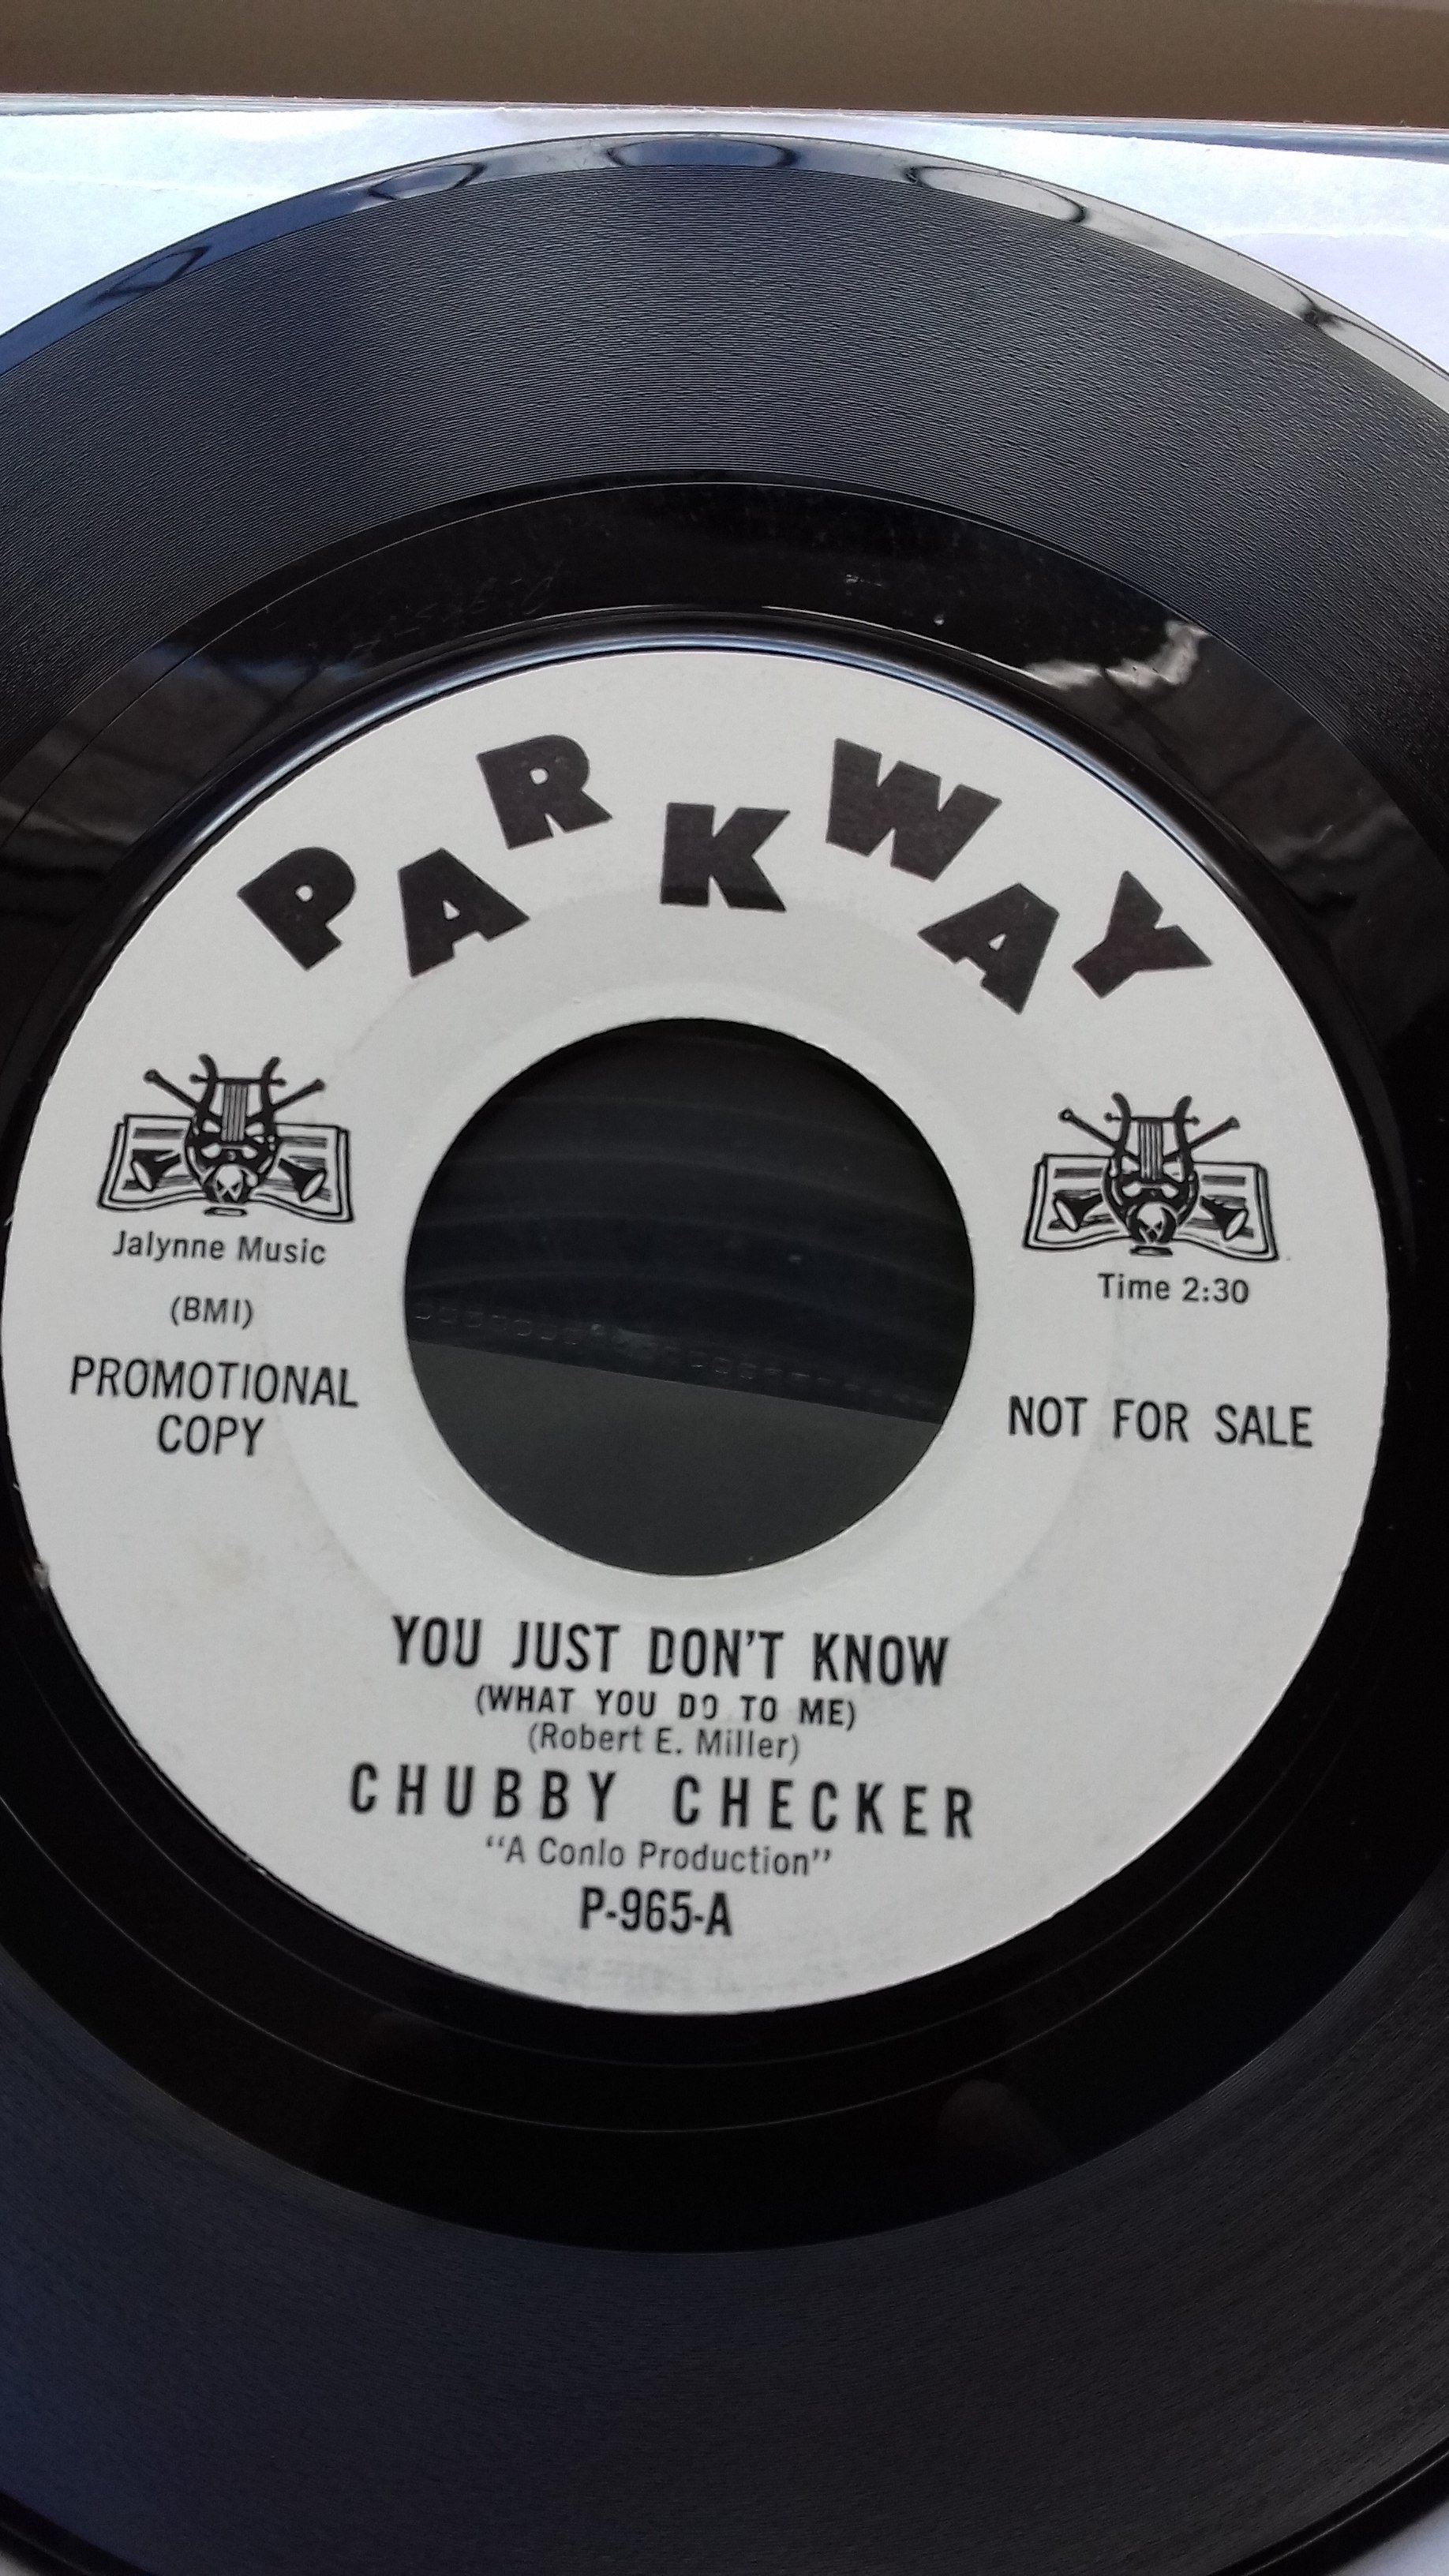 PARKWAY
Jalynne Music
(BMI)
PROMOTIONAL
COPY
Time 2:30
NOT FOR SALE
YOU JUST DON'T KNOW
(WHAT YOU DO TO ME)
(Robert E. Miller)
CHUBBY CHECKER
"A Conlo Production"
P-965-A